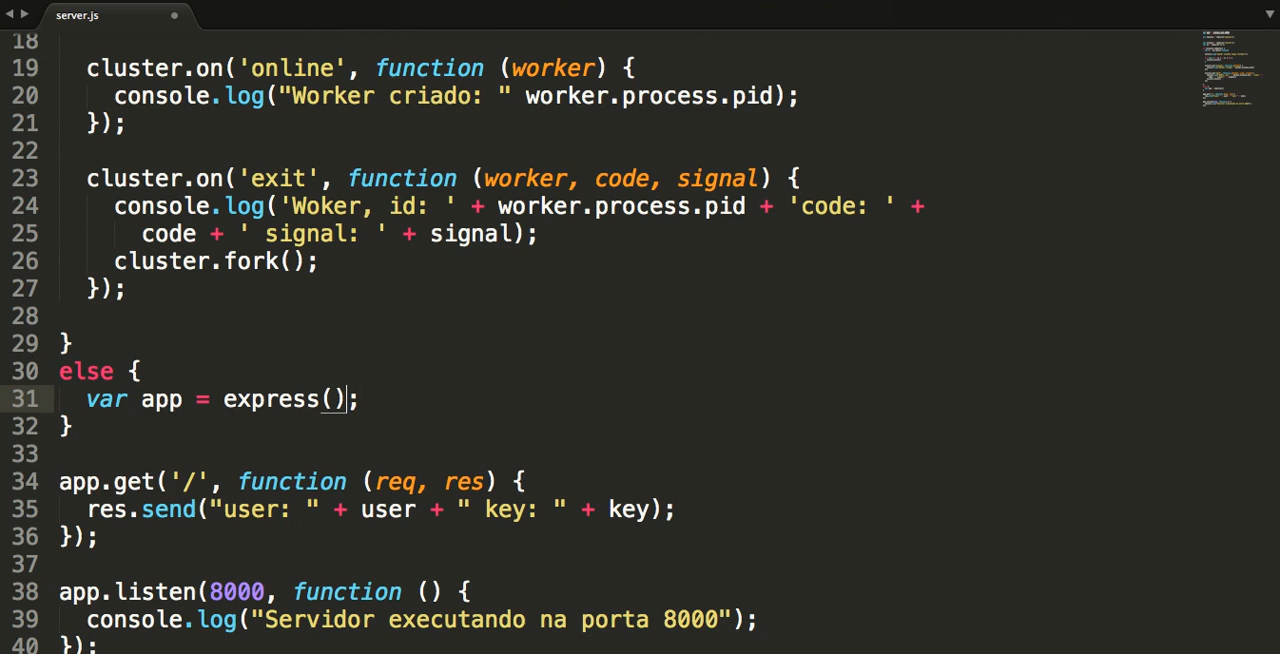 server.js
18
19 cluster.on('online', function (worker) {
20 console.log("Worker criado: " worker.process.pid);
21 });
22
23 cluster.on('exit', function (worker, code, signal) {
24 console.log('Woker, id: ' + worker.process.pid + 'code: ' +
25 code + ' signal: ' + signal);
26 cluster.fork();
27 });
28
29 }
30 else {
31 var app = express();
32 }
33
34 app.get('/', function (req, res) {
35 res.send("user: " + user + " key: " + key);
36 });
37
38 app.listen(8000, function () {
39 console.log("Servidor executando na porta 8000");
40 });